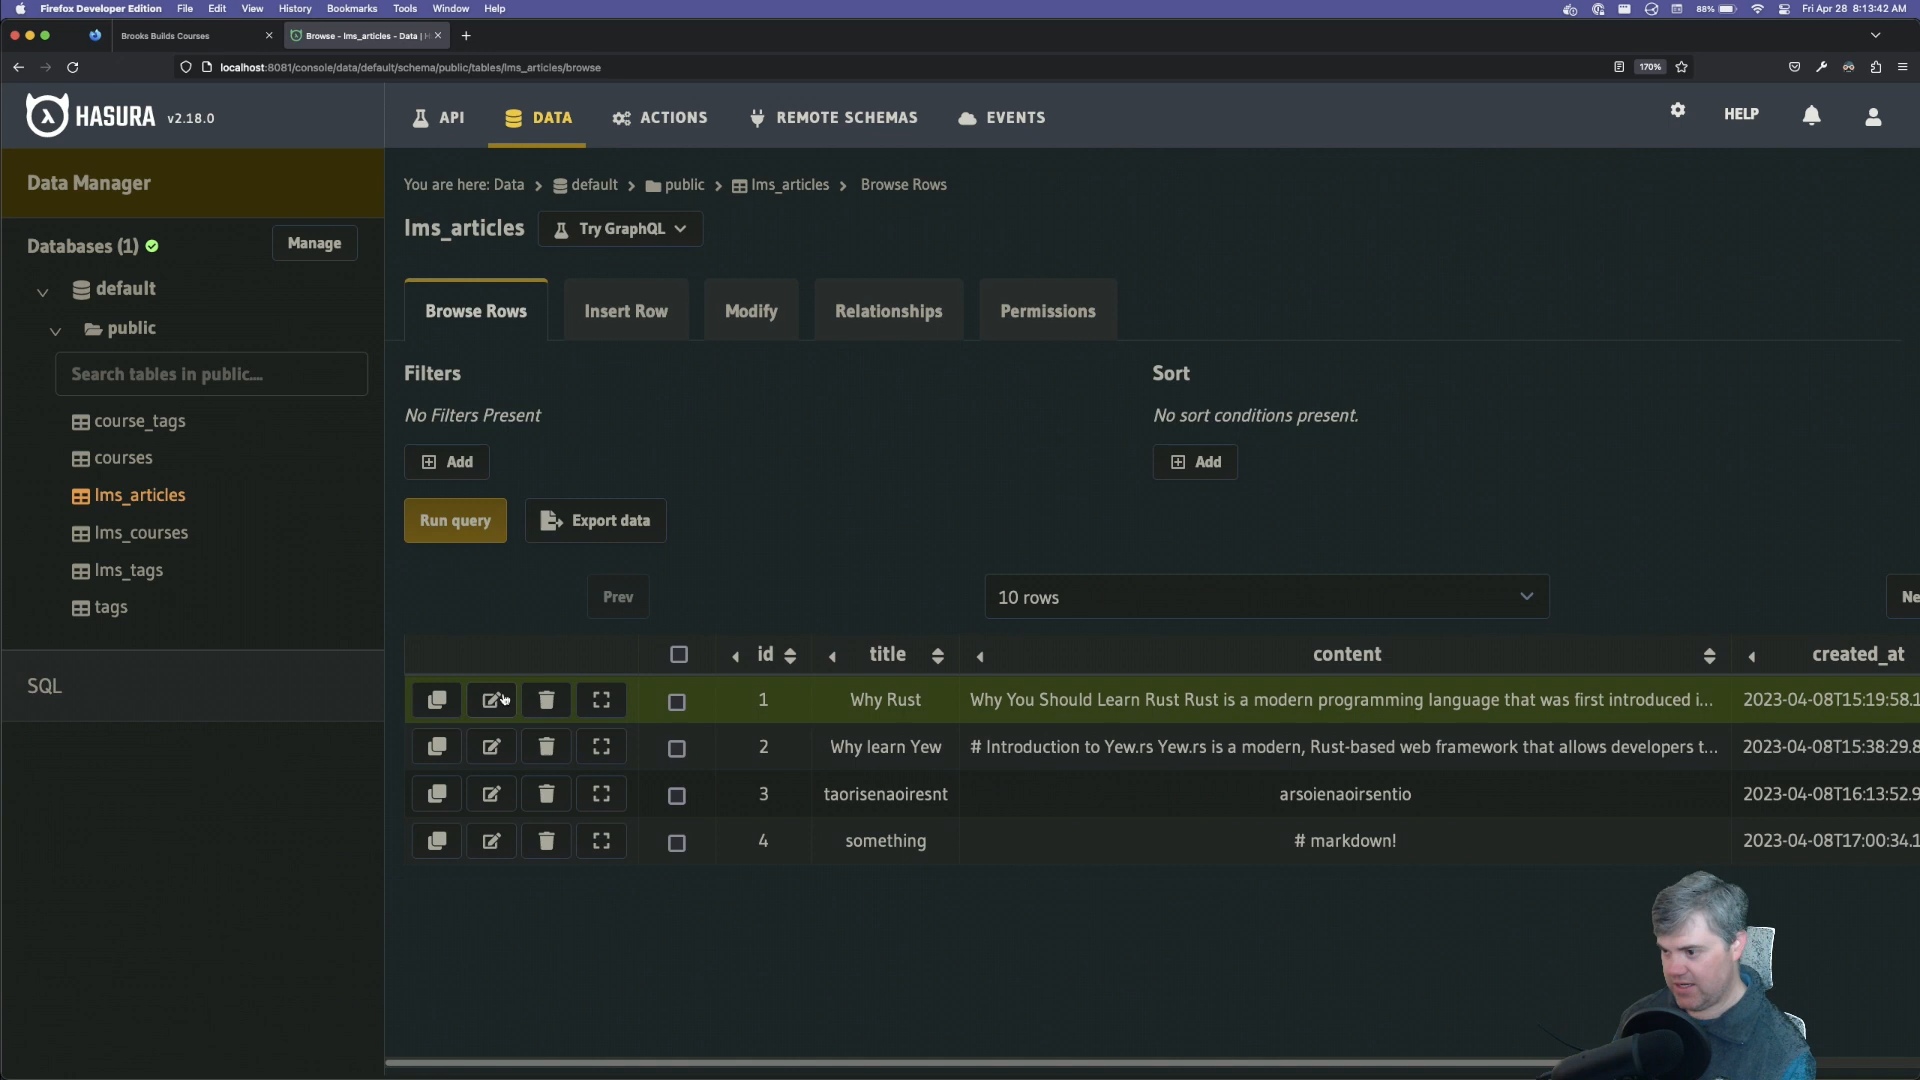 Firefox Developer Edition File Edit View History Bookmarks Tools Window Help 88% Fri Apr 28 8:13:42 AM
Brooks Builds Courses Browse - lms_articles - Data | H
localhost:8081/console/data/default/schema/public/tables/lms_articles/browse 170%
HASURA v2.18.0 API DATA ACTIONS REMOTE SCHEMAS EVENTS HELP
Data Manager
You are here: Data > default > public > lms_articles > Browse Rows
lms_articles Try GraphQL
Databases (1) Manage
default
public
Search tables in public....
course_tags
courses
lms_articles
lms_courses
lms_tags
tags
SQL
Browse Rows Insert Row Modify Relationships Permissions
Filters Sort
No Filters Present No sort conditions present.
Add Add
Run query Export data
Prev 10 rows Ne
id title content created_at
1 Why Rust Why You Should Learn Rust Rust is a modern programming language that was first introduced i... 2023-04-08T15:19:58.1
2 Why learn Yew # Introduction to Yew.rs Yew.rs is a modern, Rust-based web framework that allows developers t... 2023-04-08T15:38:29.8
3 taorisenaoiresnt arsoienaoirsentio 2023-04-08T16:13:52.9
4 something # markdown! 2023-04-08T17:00:34.1